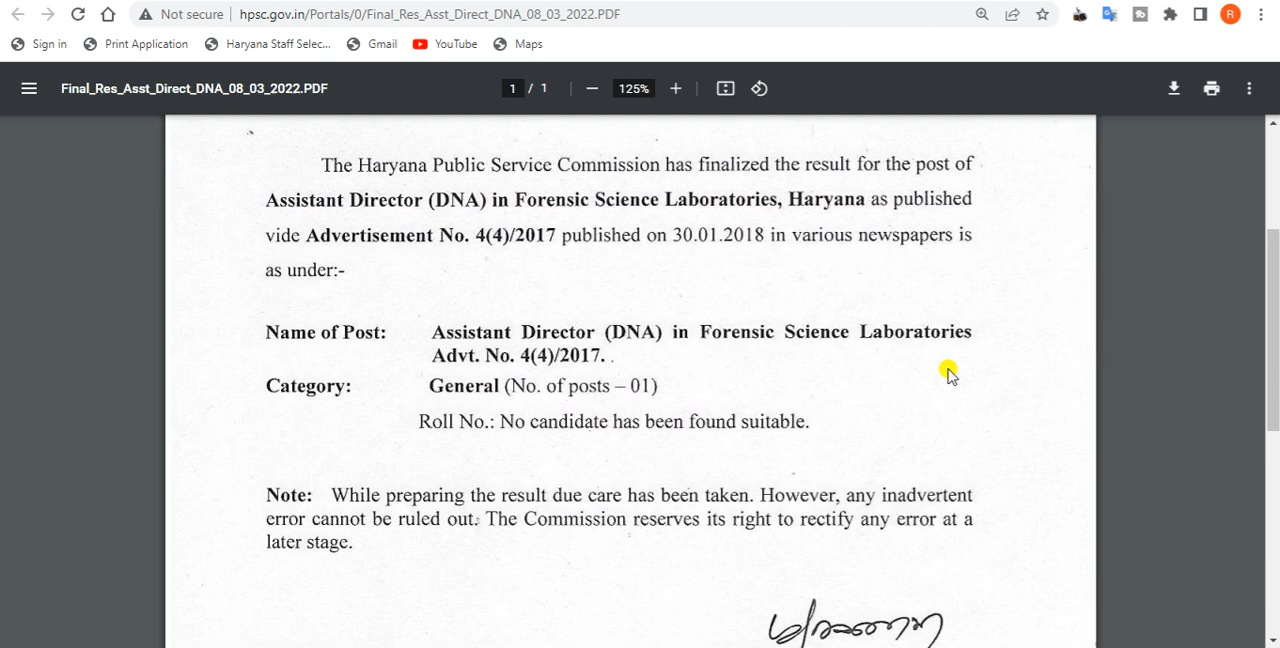 Not secure
hpsc.gov.in/Portals/0/Final_Res_Asst_Direct_DNA_08_03_2022.PDF
R
Sign in
Print Application
Haryana Staff Selec...
Gmail
YouTube
Maps
Final_Res_Asst_Direct_DNA_08_03_2022.PDF
1 / 1
125%
The Haryana Public Service Commission has finalized the result for the post of
Assistant Director (DNA) in Forensic Science Laboratories, Haryana as published
vide Advertisement No. 4(4)/2017 published on 30.01.2018 in various newspapers is
as under:-
Name of Post: Assistant Director (DNA) in Forensic Science Laboratories
Advt. No. 4(4)/2017.
Category: General (No. of posts – 01)
Roll No.: No candidate has been found suitable.
Note: While preparing the result due care has been taken. However, any inadvertent
error cannot be ruled out. The Commission reserves its right to rectify any error at a
later stage.